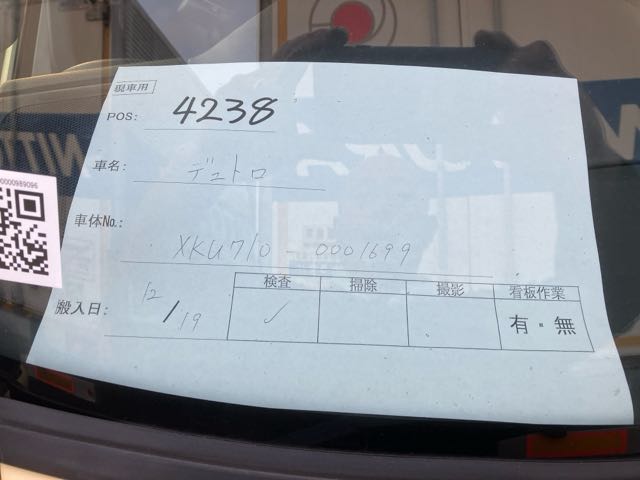 現車用
POS: 4238
車名: デュトロ
車体No.: XKU710-0001699
搬入日: 12/19
検査 掃除 撮影 看板作業
✓ 有・無
0000989096